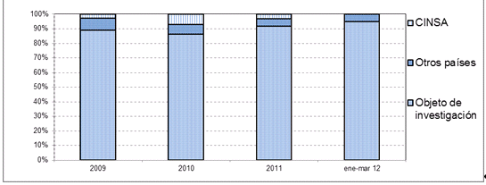 100%
90%
80%
70%
60%
50%
40%
30%
20%
10%
0%
2009
2010
2011
ene-mar 12
CINSA
Otros países
Objeto de
investigación